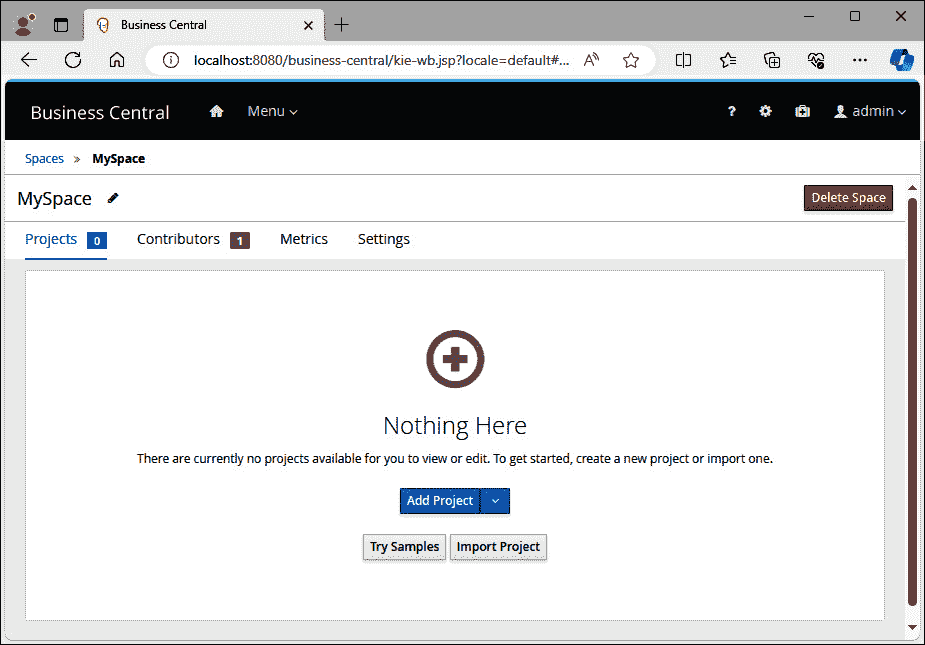 Business Central
localhost:8080/business-central/kie-wb.jsp?locale=default#...
Business Central Menu ? admin
Spaces » MySpace
MySpace Delete Space
Projects 0 Contributors 1 Metrics Settings
Nothing Here
There are currently no projects available for you to view or edit. To get started, create a new project or import one.
Add Project
Try Samples Import Project